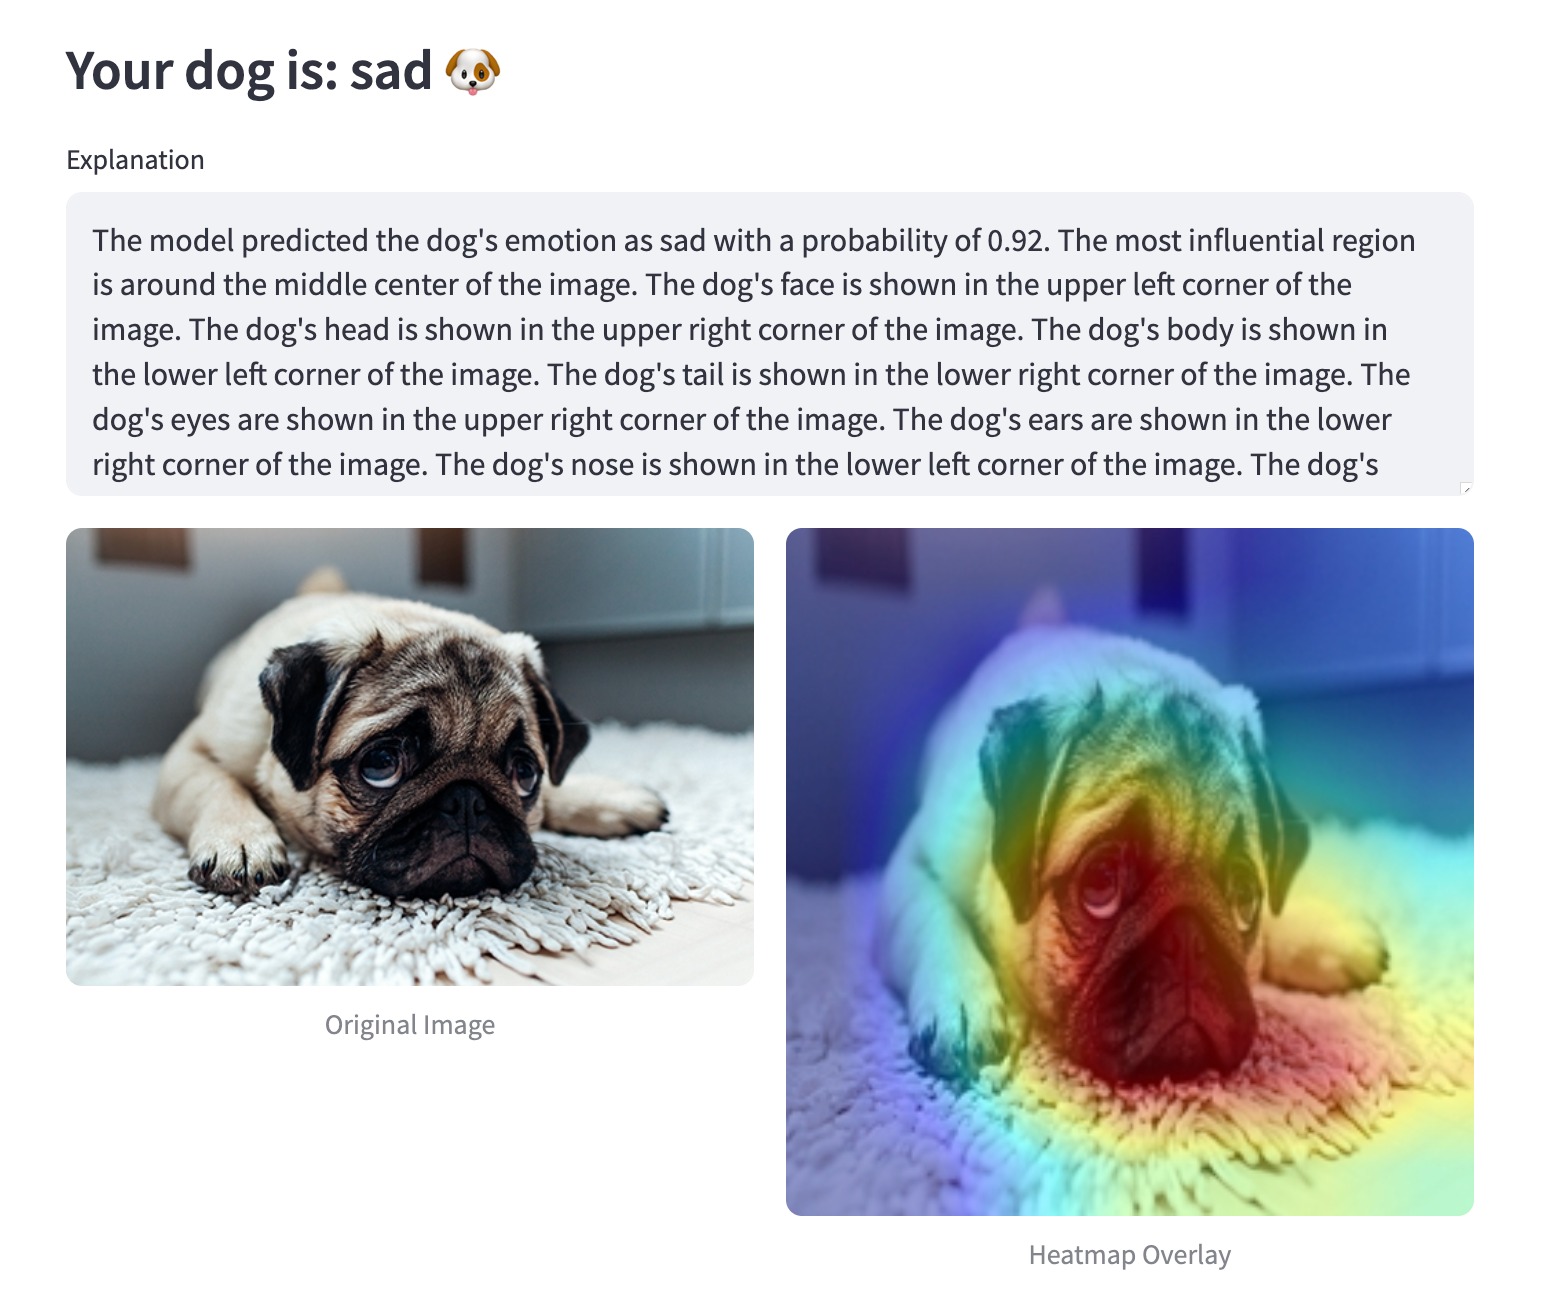 Your dog is: sad 🐶
Explanation
The model predicted the dog's emotion as sad with a probability of 0.92. The most influential region
is around the middle center of the image. The dog's face is shown in the upper left corner of the
image. The dog's head is shown in the upper right corner of the image. The dog's body is shown in
the lower left corner of the image. The dog's tail is shown in the lower right corner of the image. The
dog's eyes are shown in the upper right corner of the image. The dog's ears are shown in the lower
right corner of the image. The dog's nose is shown in the lower left corner of the image. The dog's
Original Image
Heatmap Overlay